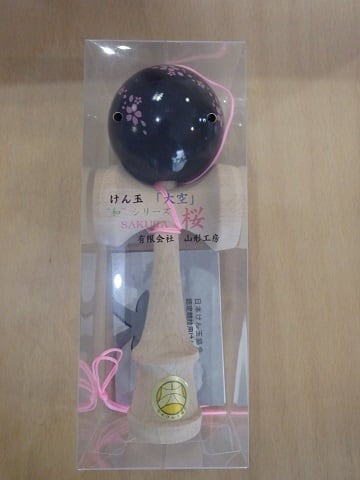 けん玉 「大空」
"和" シリーズ 桜
SAKURA
有限会社 山形工房
日本けん玉協会